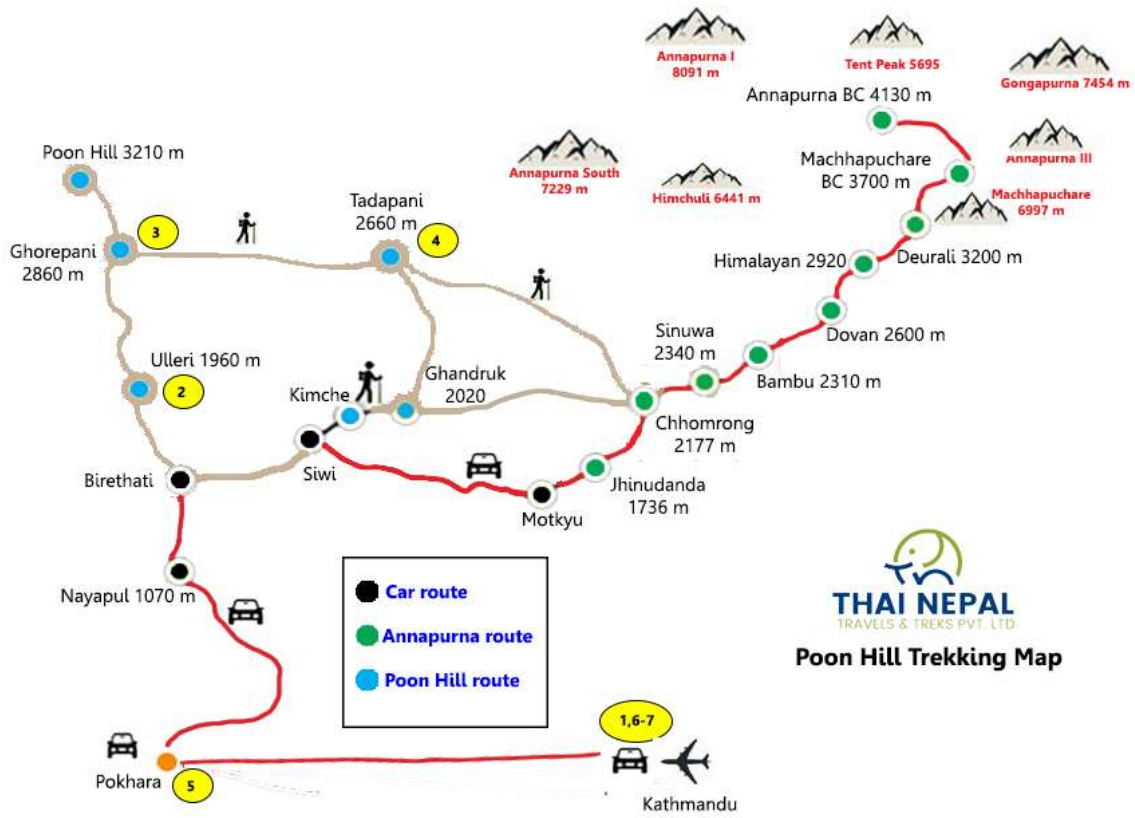 Annapurna I
8091 m
Tent Peak 5695
Gongapurna 7454 m
Annapurna BC 4130 m
Poon Hill 3210 m
Annapurna South
7229 m
Himchuli 6441 m
Machhapuchare
BC 3700 m
Annapurna III
Machhapuchare
6997 m
Tadapani
2660 m
3
4
Ghorepani
2860 m
Himalayan 2920
Deurali 3200 m
Dovan 2600 m
Sinuwa
2340 m
Bambu 2310 m
Ulleri 1960 m
2
Kimche
Ghandruk
2020
Chhomrong
2177 m
Birethati
Siwi
Jhinudanda
1736 m
Motkyu
Nayapul 1070 m
Car route
Annapurna route
Poon Hill route
THAI NEPAL
TRAVELS & TREKS PVT. LTD
Poon Hill Trekking Map
1,6-7
Pokhara
5
Kathmandu